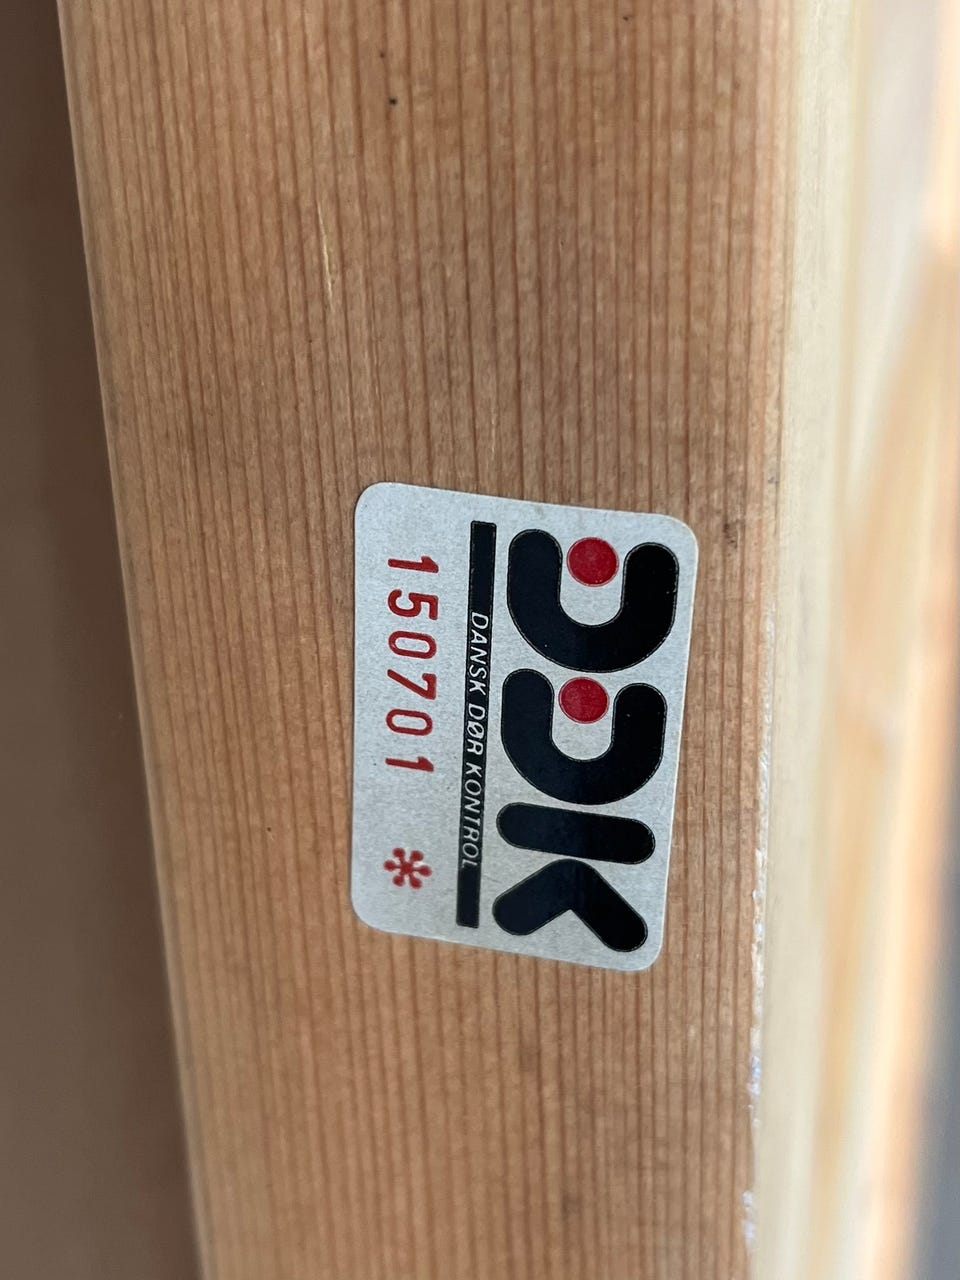 DDK
DANSK DØR KONTROL
150701 *